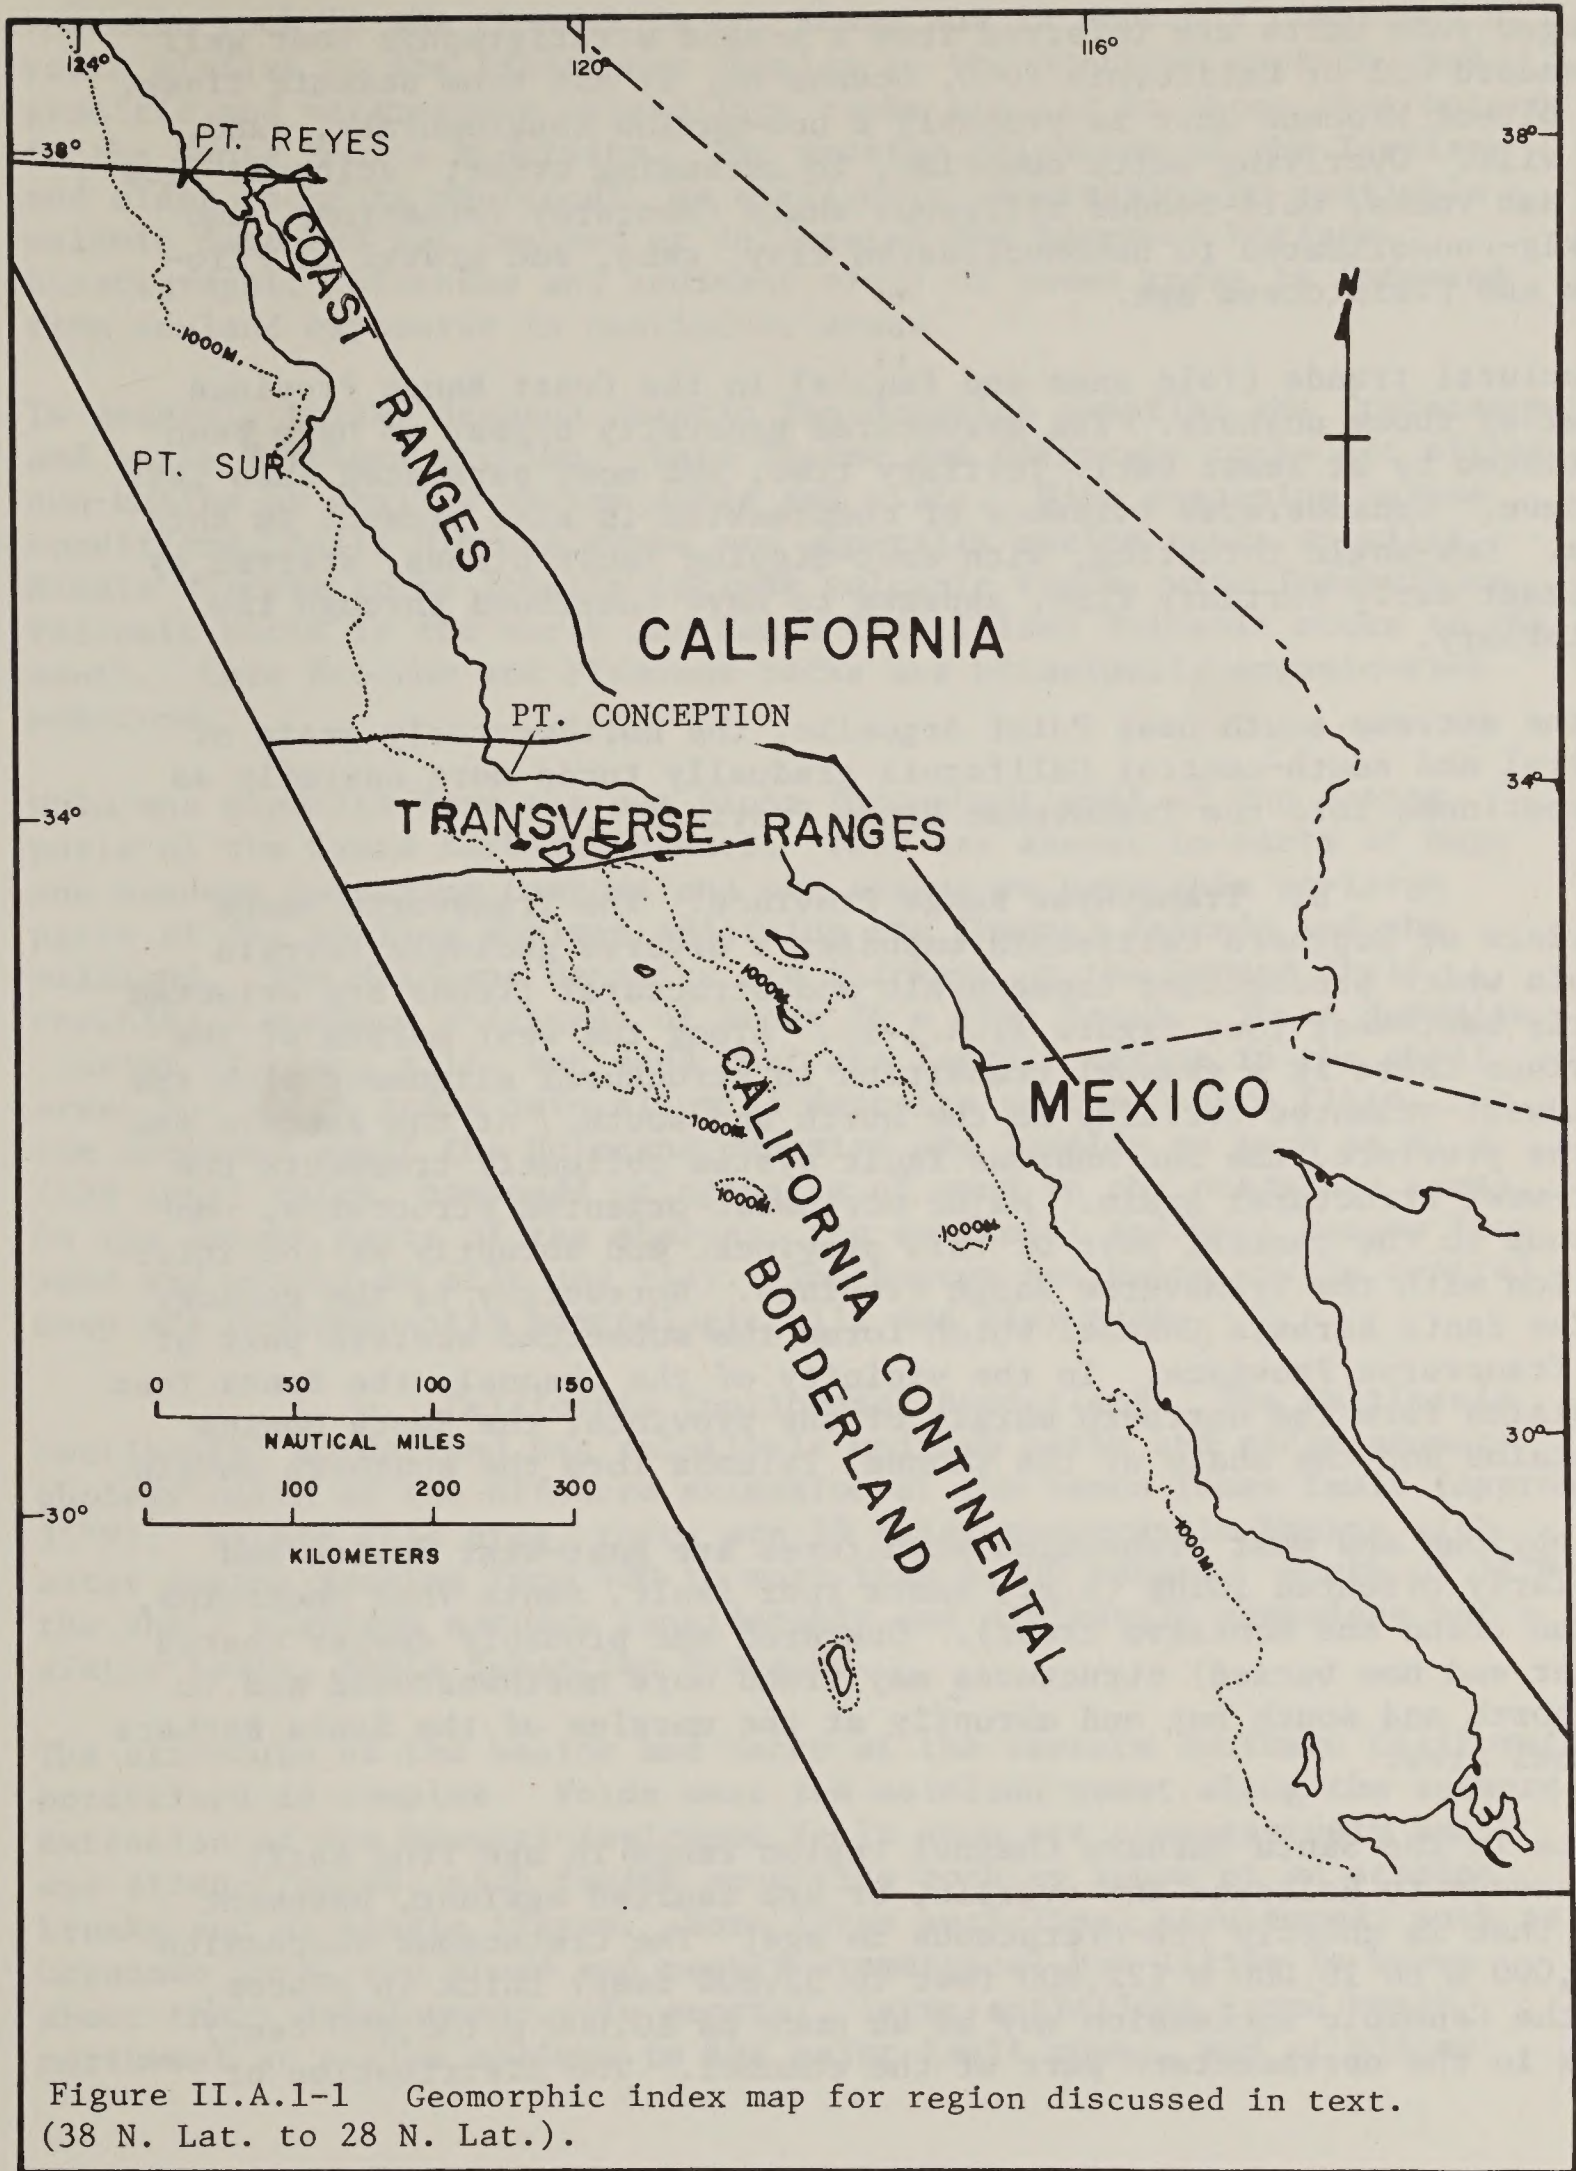 124°
120°
116°
38°
38°
PT. REYES
N
COAST RANGES
1000M.
PT. SUR
CALIFORNIA
PT. CONCEPTION
34°
34°
TRANSVERSE RANGES
1000M.
MEXICO
1000M.
1000M.
1000M.
CALIFORNIA CONTINENTAL
BORDERLAND
0 50 100 150
NAUTICAL MILES
30°
0 100 200 300
30°
KILOMETERS
1000M.
Figure II.A.1-1 Geomorphic index map for region discussed in text.
(38 N. Lat. to 28 N. Lat.).